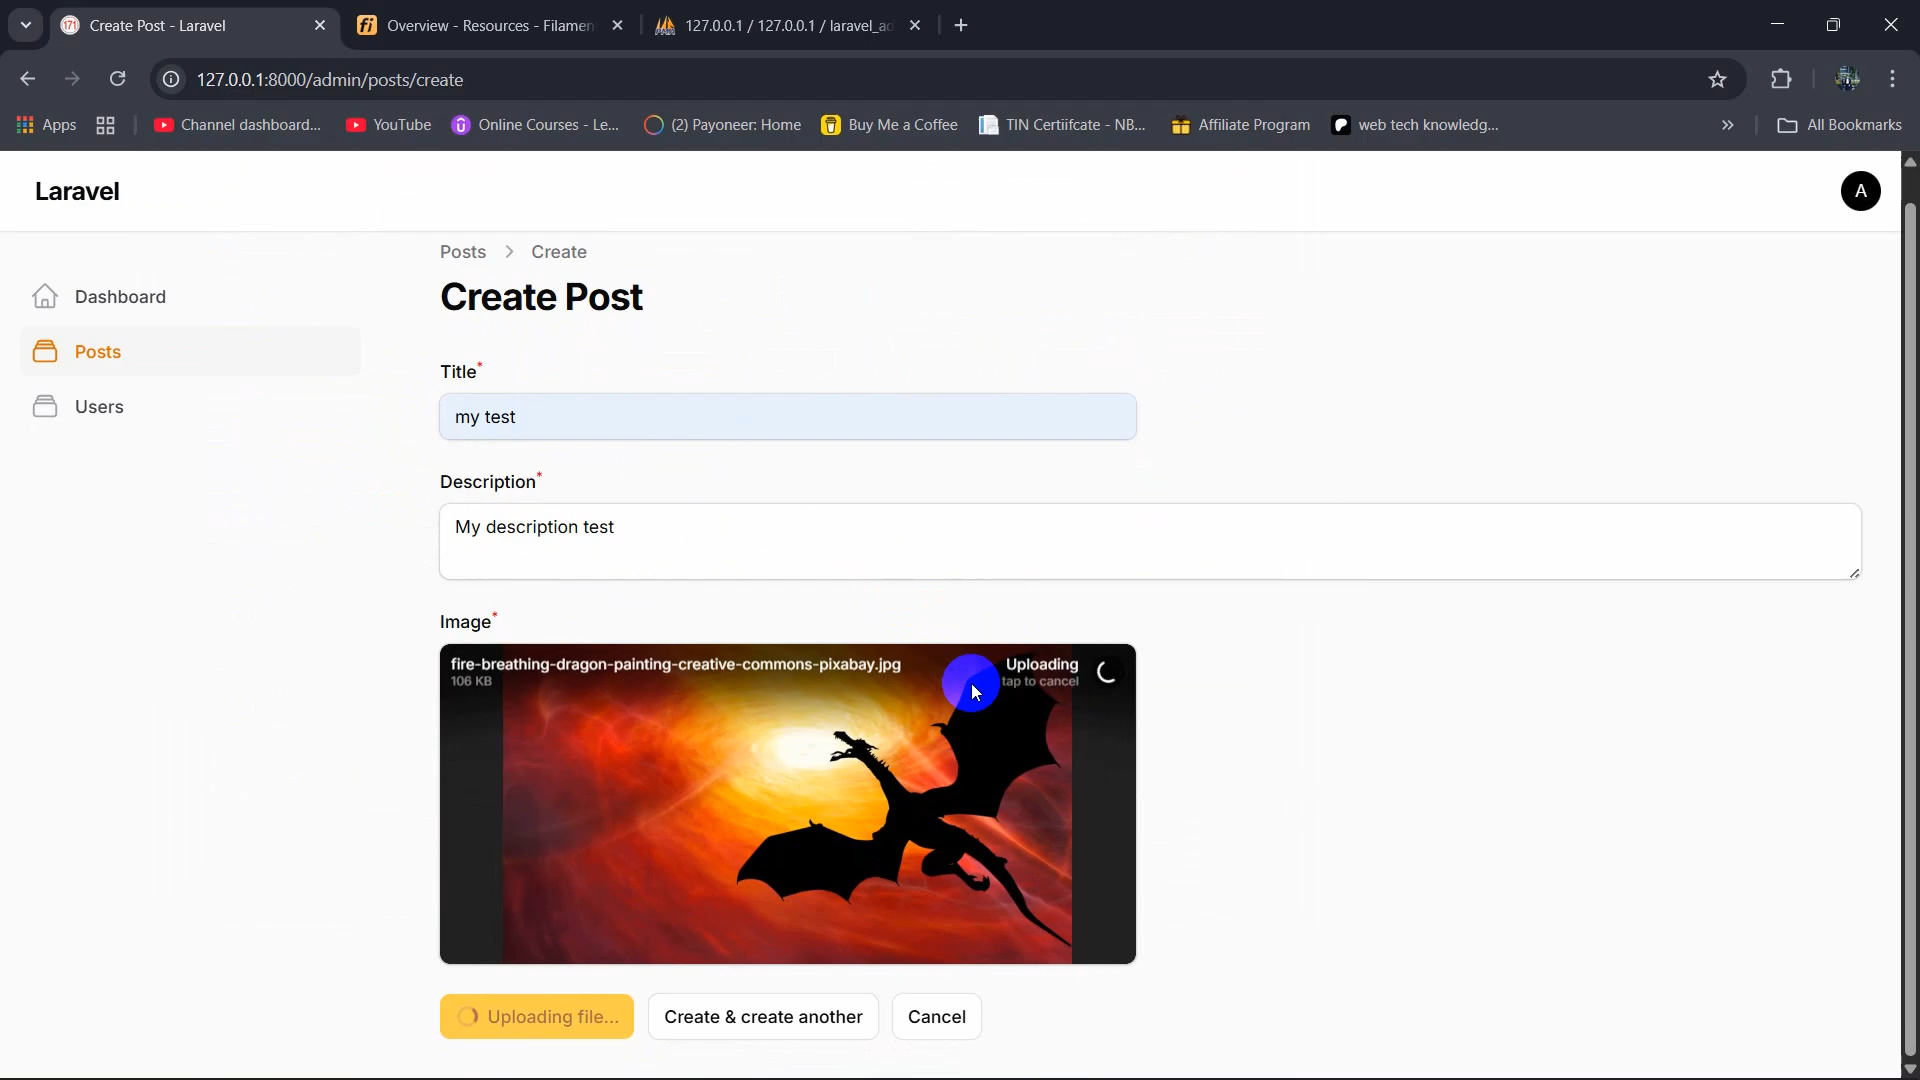 Create Post - Laravel
Overview - Resources - Filamen
127.0.0.1 / 127.0.0.1 / laravel_ad
127.0.0.1:8000/admin/posts/create
Apps
Channel dashboard...
YouTube
Online Courses - Le...
(2) Payoneer: Home
Buy Me a Coffee
TIN Certiifcate - NB...
Affiliate Program
web tech knowledg...
All Bookmarks
Laravel
A
Dashboard
Posts
Users
Posts > Create
Create Post
Title*
my test
Description*
My description test
Image*
fire-breathing-dragon-painting-creative-commons-pixabay.jpg
106 KB
Uploading
tap to cancel
Uploading file...
Create & create another
Cancel